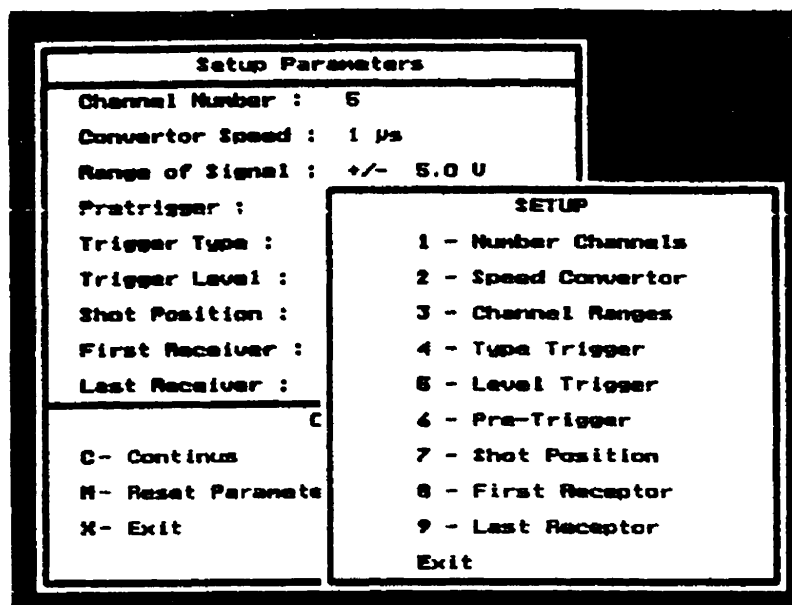 Setup Parameters
Channel Number : 5
Convertor Speed : 1 µs
Range of Signal : +/- 5.0 V
Pretrigger :
Trigger Type :
Trigger Level :
Shot Position :
First Receiver :
Last Receiver :
C
C- Continue
M- Reset Paramete
X- Exit
SETUP
1 - Number Channels
2 - Speed Convertor
3 - Channel Ranges
4 - Type Trigger
5 - Level Trigger
6 - Pre-Trigger
7 - Shot Position
8 - First Receptor
9 - Last Receptor
Exit